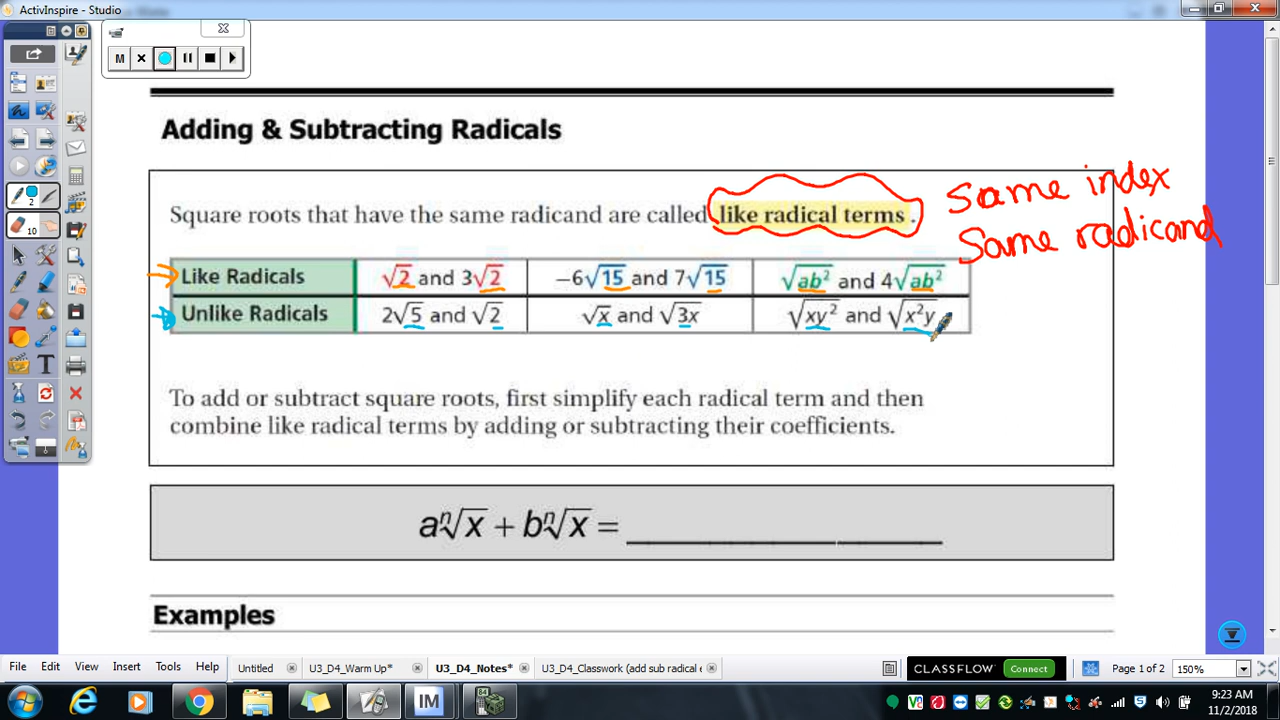 ActivInspire - Studio
M
Adding & Subtracting Radicals
Square roots that have the same radicand are called like radical terms.
same index
same radicand
Like Radicals √2 and 3√2 −6√15 and 7√15 √ab² and 4√ab²
Unlike Radicals 2√5 and √2 √x and √3x √xy² and √x²y
To add or subtract square roots, first simplify each radical term and then
combine like radical terms by adding or subtracting their coefficients.
aⁿ√x + bⁿ√x = ____________________
Examples
2
10
T
File Edit View Insert Tools Help Untitled U3_D4_Warm Up* U3_D4_Notes* U3_D4_Classwork (add sub radical e CLASSFLOW Connect Page 1 of 2 150%
IM
84
9:23 AM
11/2/2018